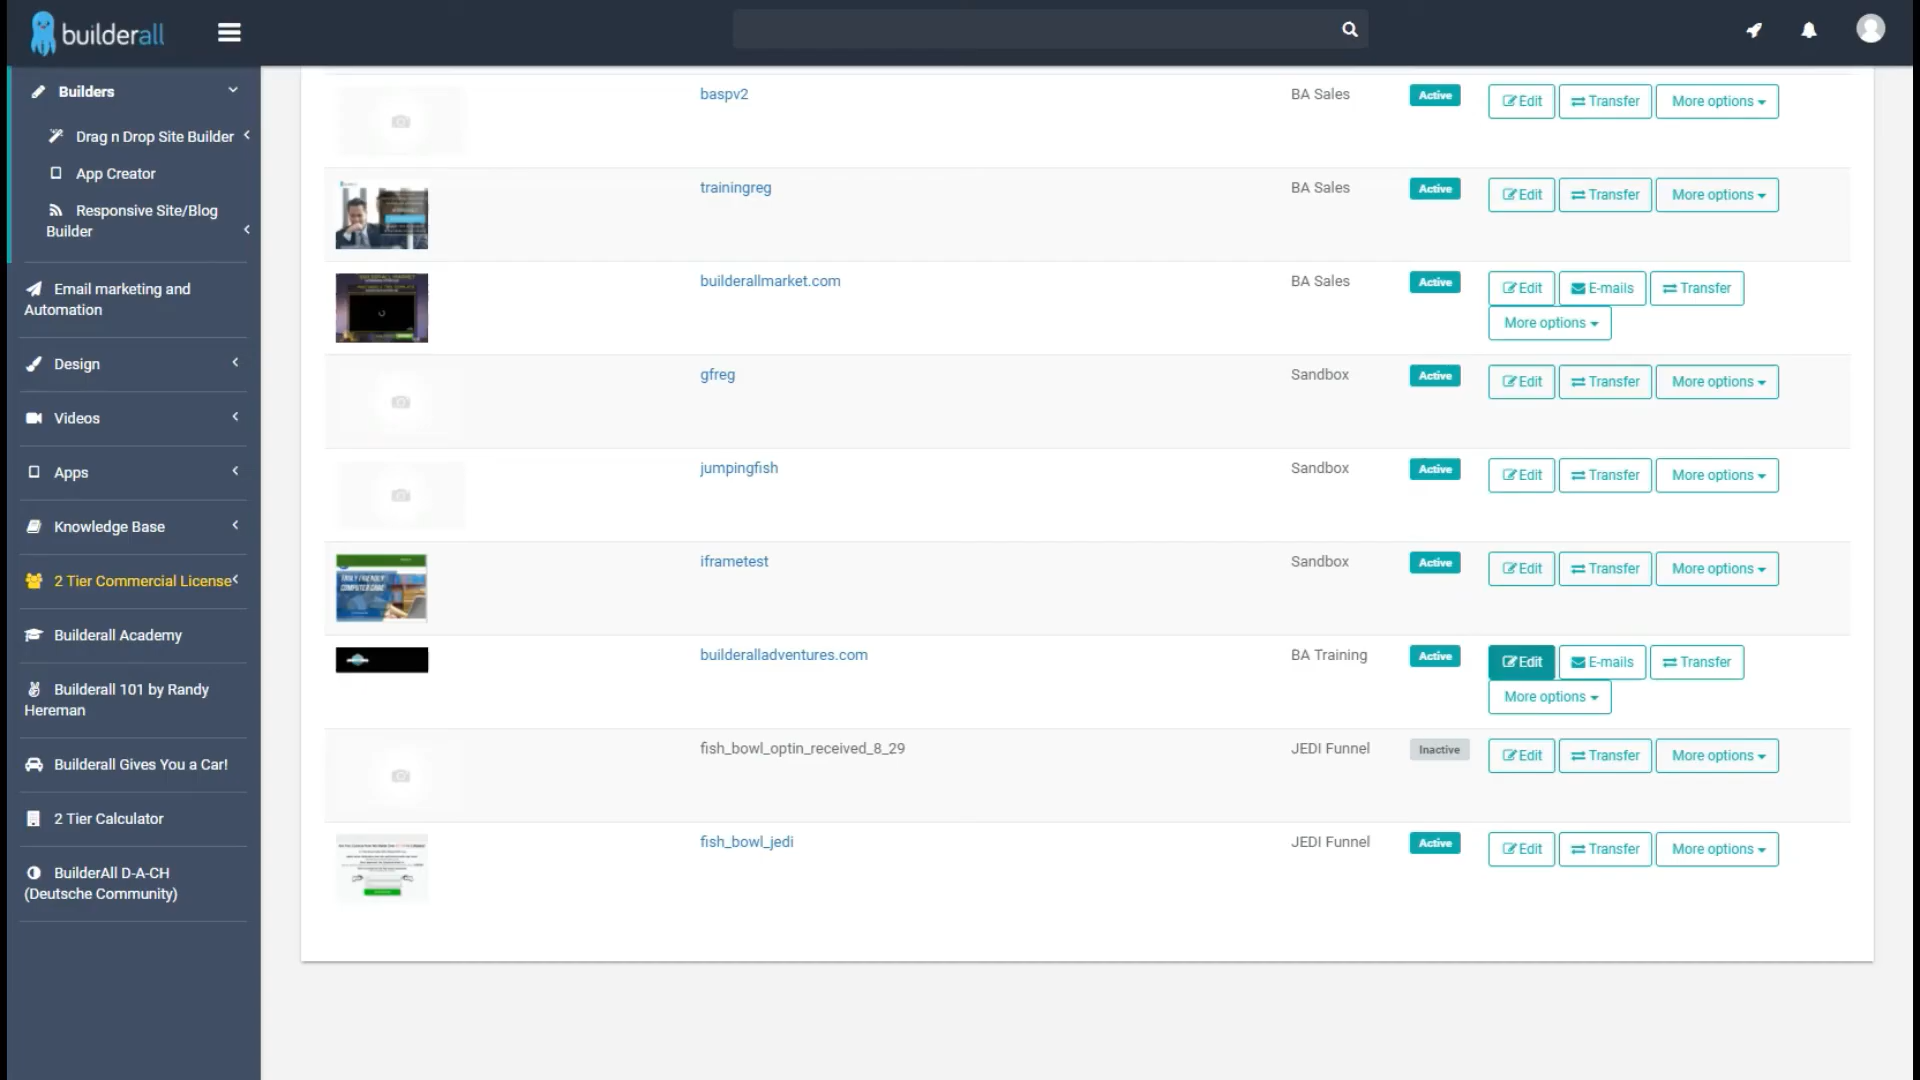 builderall
Builders
Drag n Drop Site Builder
App Creator
Responsive Site/Blog
Builder
Email marketing and
Automation
Design
Videos
Apps
Knowledge Base
2 Tier Commercial License
Builderall Academy
Builderall 101 by Randy
Hereman
Builderall Gives You a Car!
2 Tier Calculator
BuilderAll D-A-CH
(Deutsche Community)
baspv2 BA Sales Active Edit Transfer More options
trainingreg BA Sales Active Edit Transfer More options
builderallmarket.com BA Sales Active Edit E-mails Transfer
More options
gfreg Sandbox Active Edit Transfer More options
jumpingfish Sandbox Active Edit Transfer More options
iframetest Sandbox Active Edit Transfer More options
TRULY FRIENDLY
COMPUTER CARE
builderalladventures.com BA Training Active Edit E-mails Transfer
More options
fish_bowl_optin_received_8_29 JEDI Funnel Inactive Edit Transfer More options
fish_bowl_jedi JEDI Funnel Active Edit Transfer More options